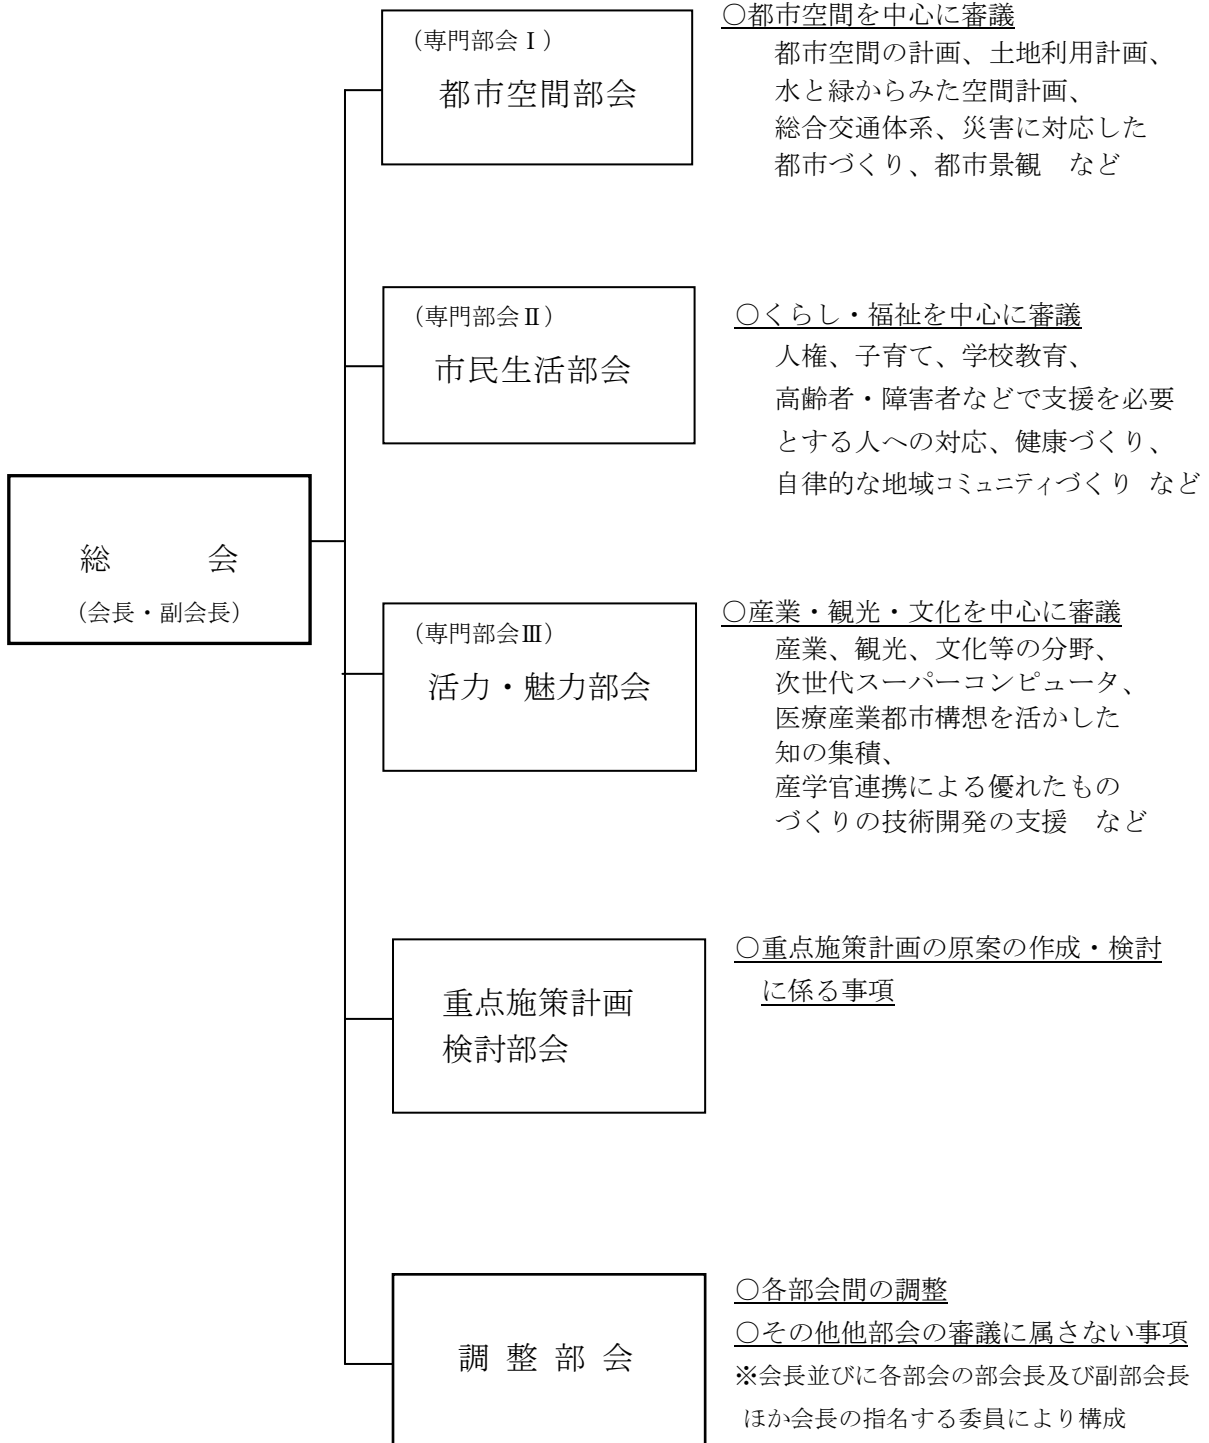 (専門部会Ⅰ)
都市空間部会
○都市空間を中心に審議
都市空間の計画、土地利用計画、
水と緑からみた空間計画、
総合交通体系、災害に対応した
都市づくり、都市景観　など
(専門部会Ⅱ)
市民生活部会
○くらし・福祉を中心に審議
人権、子育て、学校教育、
高齢者・障害者などで支援を必要
とする人への対応、健康づくり、
自律的な地域コミュニティづくり など
総　　　会
(会長・副会長)
(専門部会Ⅲ)
活力・魅力部会
○産業・観光・文化を中心に審議
産業、観光、文化等の分野、
次世代スーパーコンピュータ、
医療産業都市構想を活かした
知の集積、
産学官連携による優れたもの
づくりの技術開発の支援　など
重点施策計画
検討部会
○重点施策計画の原案の作成・検討
に係る事項
調 整 部 会
○各部会間の調整
○その他他部会の審議に属さない事項
※会長並びに各部会の部会長及び副部会長
ほか会長の指名する委員により構成